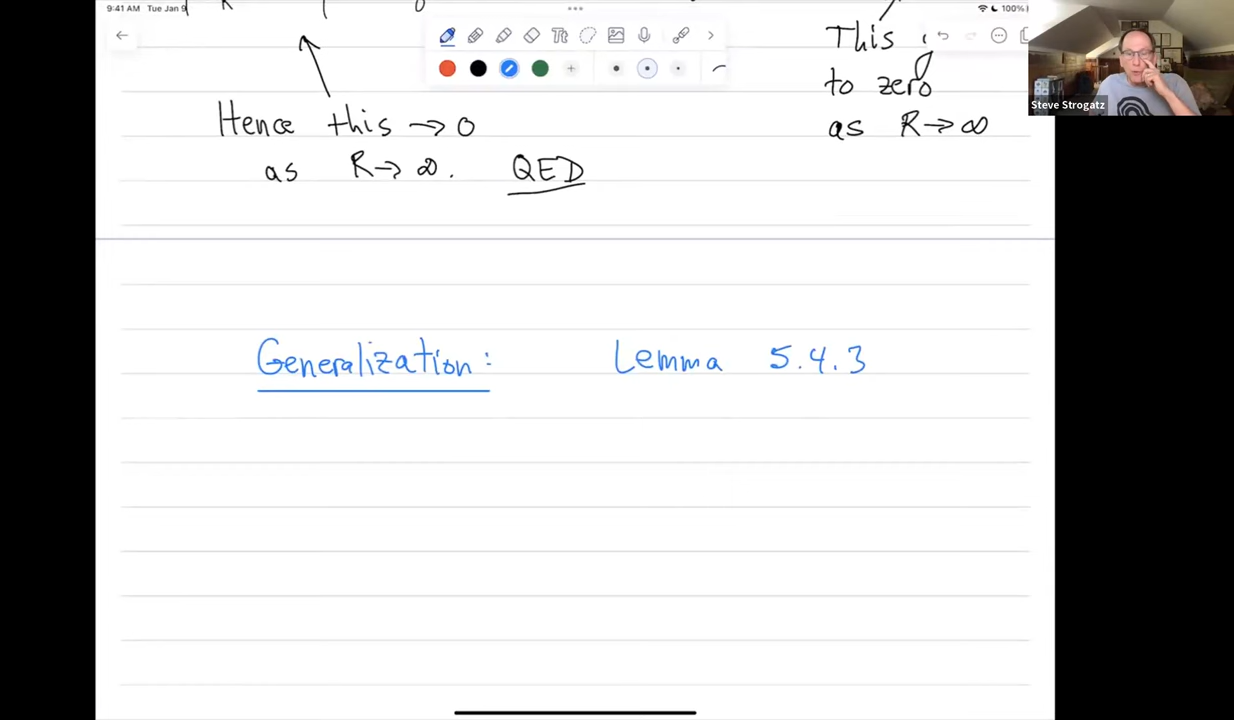 9:41 AM Tue Jan 9
100%
This
to zero
as R→∞
Steve Strogatz
Hence this → 0
as R→∞. QED
Generalization: Lemma 5.4.3